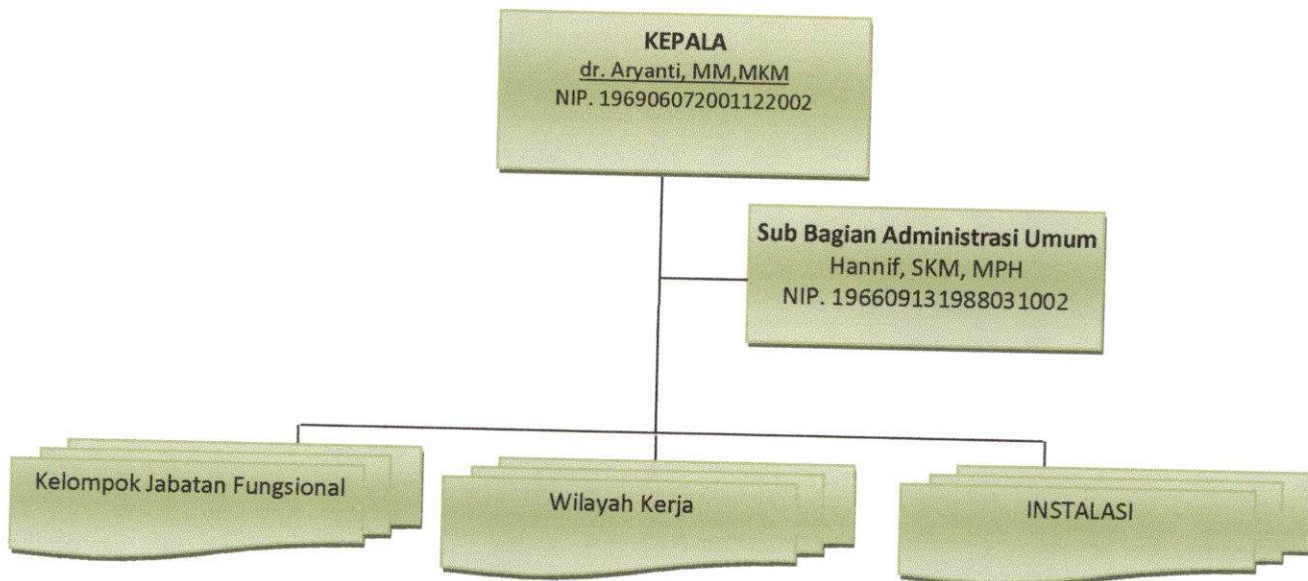 KEPALA
dr. Aryanti, MM,MKM
NIP. 196906072001122002
Sub Bagian Administrasi Umum
Hannif, SKM, MPH
NIP. 196609131988031002
Kelompok Jabatan Fungsional
Wilayah Kerja
INSTALASI